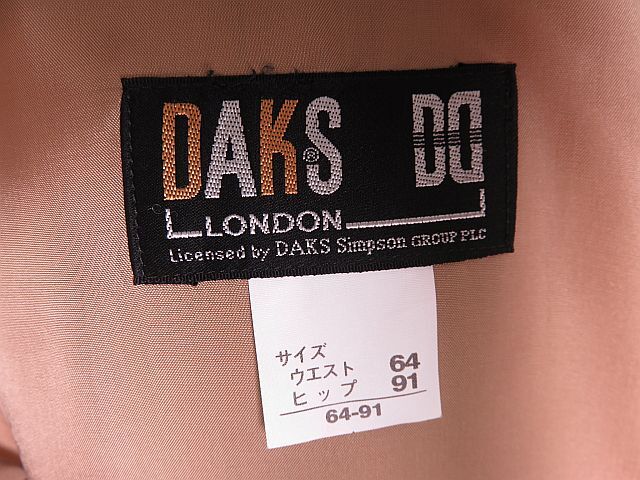 DAKS® DD
LONDON
Licensed by DAKS Simpson GROUP PLC
サイズ
ウエスト 64
ヒップ 91
64-91